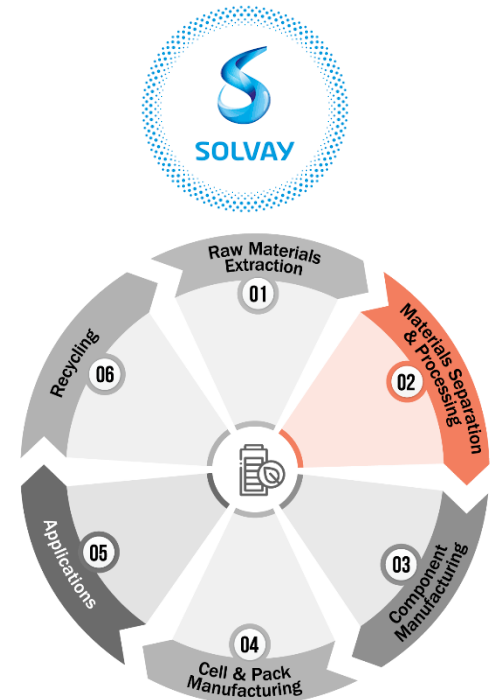 SOLVAY
Raw Materials
Extraction
01
Materials Separation
& Processing
02
Component
Manufacturing
03
04
Cell & Pack
Manufacturing
Applications
05
Recycling
06